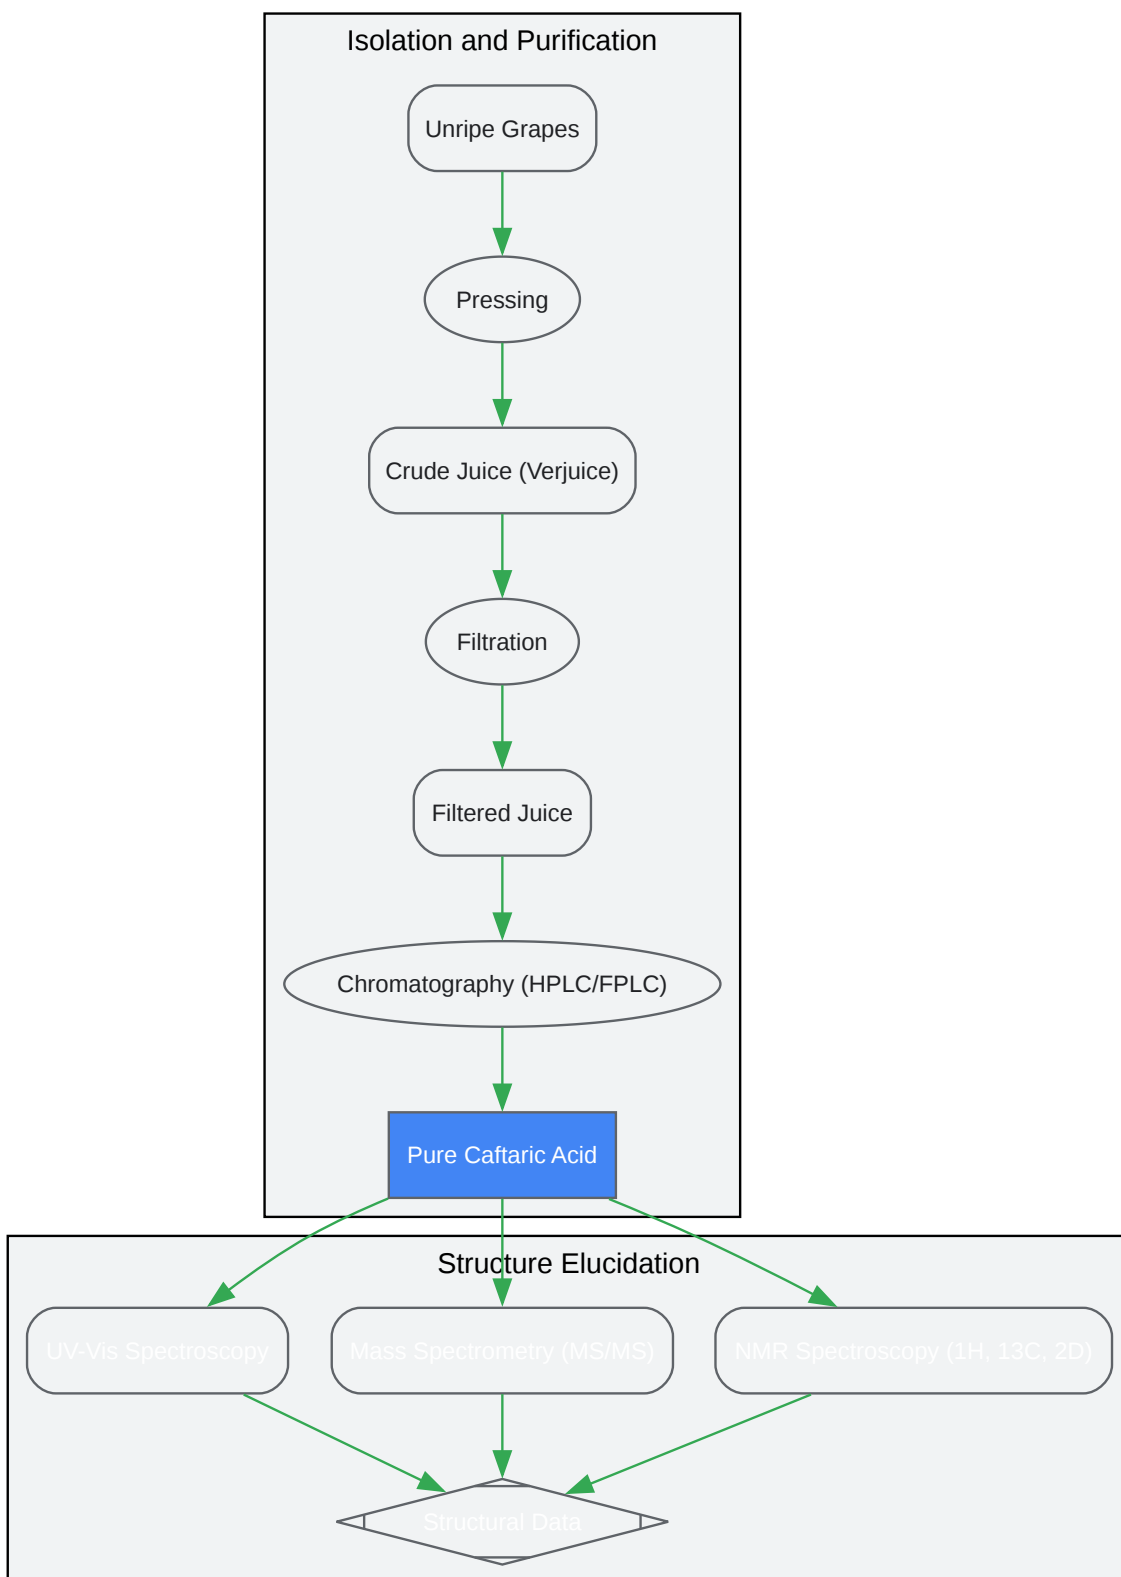 Isolation and Purification
Unripe Grapes
Pressing
Crude Juice (Verjuice)
Filtration
Filtered Juice
Chromatography (HPLC/FPLC)
Pure Caftaric Acid
Structure Elucidation
UV-Vis Spectroscopy
Mass Spectrometry (MS/MS)
NMR Spectroscopy (1H, 13C, 2D)
Structural Data